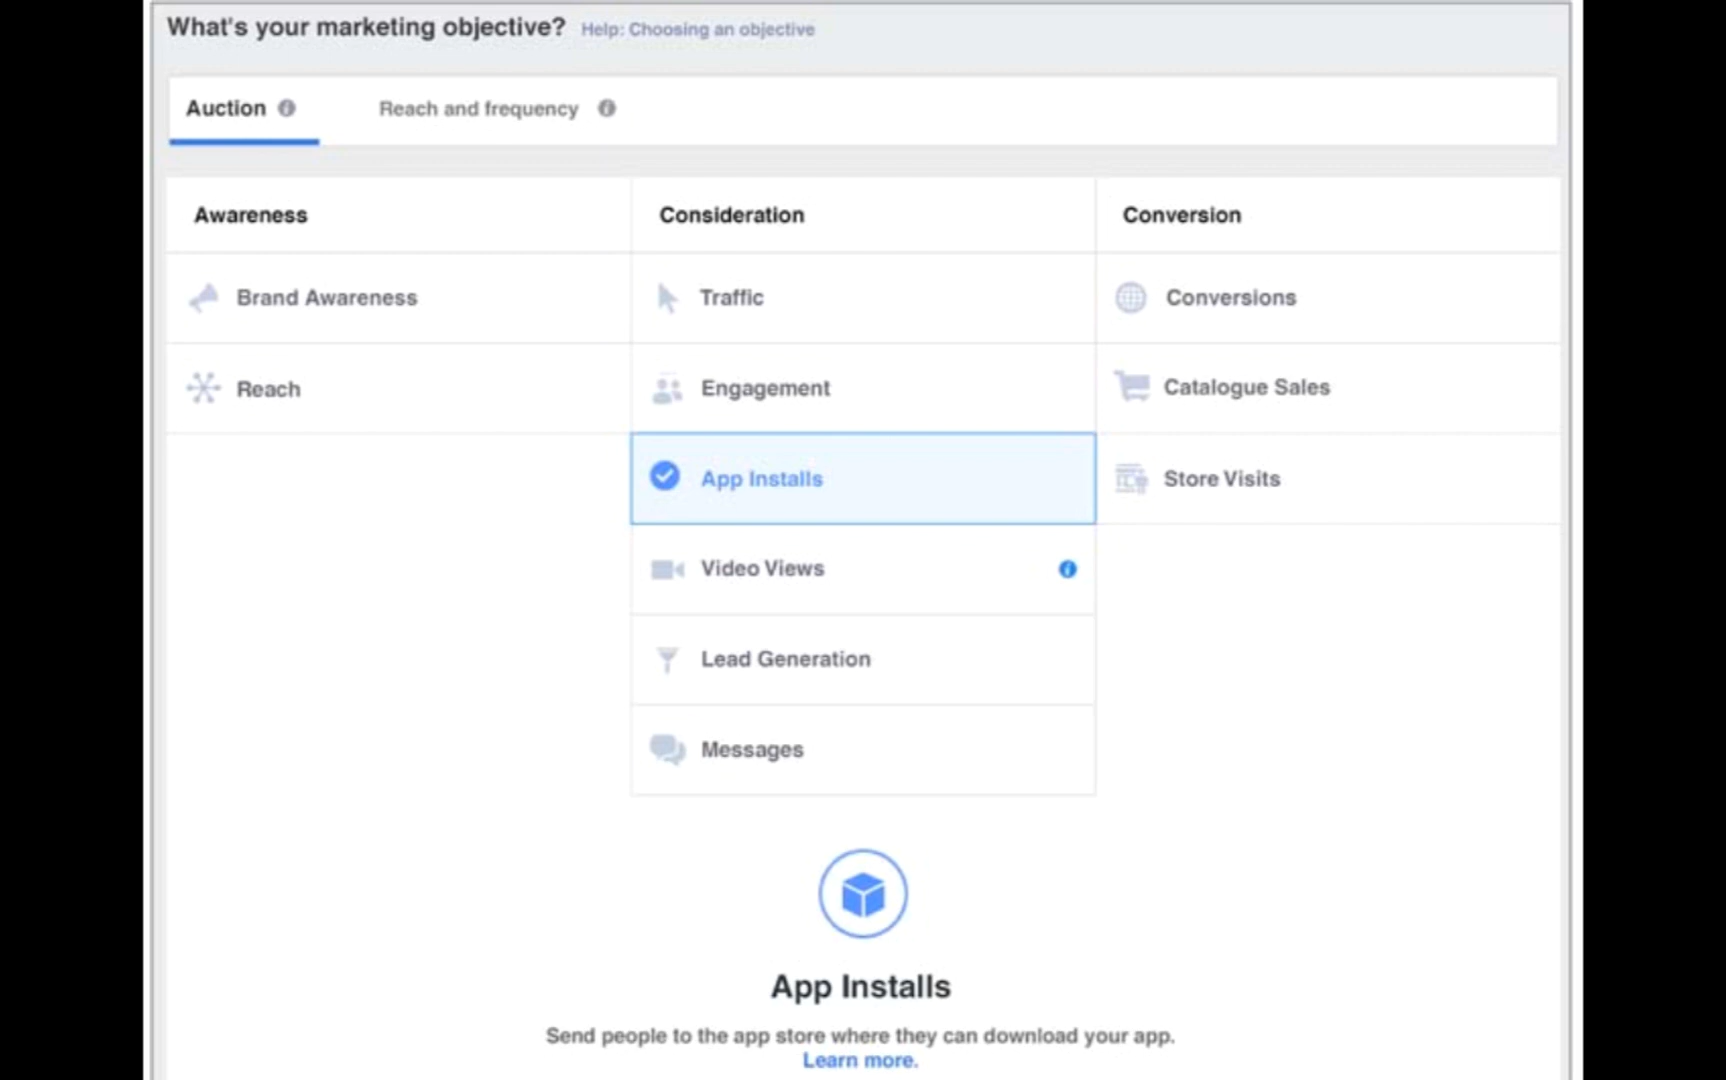 What's your marketing objective? Help: Choosing an objective
Auction Reach and frequency
Awareness Consideration Conversion
Brand Awareness Traffic Conversions
Reach Engagement Catalogue Sales
App Installs Store Visits
Video Views
Lead Generation
Messages
App Installs
Send people to the app store where they can download your app.
Learn more.